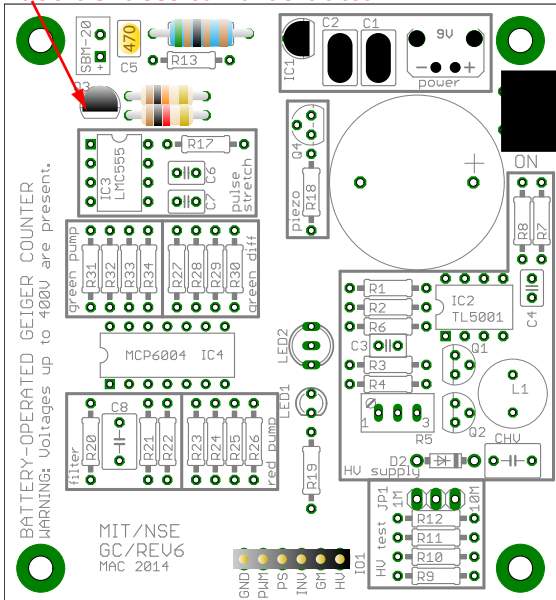 SBM-20
+
470
C5
R13
IC1
C2
C1
9V
- +
power
ON
Q4
R18
piezo
+
IC3
LMC555
R17
C6
C7
pulse
stretch
BATTERY-OPERATED GEIGER COUNTER
WARNING: Voltages up to 400V are present.
green pump
R31
R32
R33
R34
R27
R28
R29
R30
green diff
R8
R7
C4
R1
R2
R6
C3
R3
R4
IC2
TL5001
Q1
L1
MCP6004
IC4
LED2
LED1
1
3
R5
Q2
CHV
D2
HV supply
filter
R20
C8
R21
R22
R23
R24
R25
R26
red pump
R19
JP1
1M
10M
HV test
R12
R11
R10
R9
MIT/NSE
GC/REV6
MAC 2014
IO1
GND
PWM
PS
INV
GM
HV